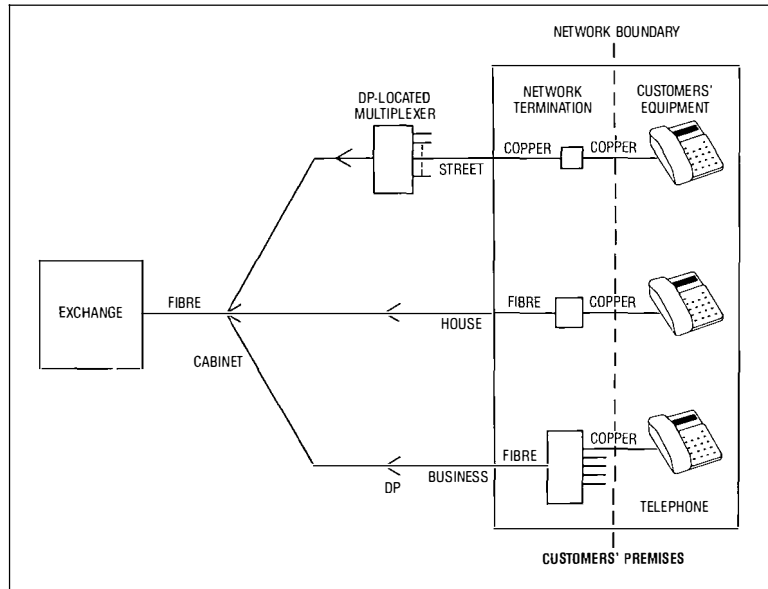 NETWORK BOUNDARY
DP-LOCATED
MULTIPLEXER
NETWORK
TERMINATION
CUSTOMERS'
EQUIPMENT
COPPER
COPPER
STREET
EXCHANGE
FIBRE
FIBRE
COPPER
HOUSE
CABINET
COPPER
FIBRE
BUSINESS
DP
TELEPHONE
CUSTOMERS' PREMISES